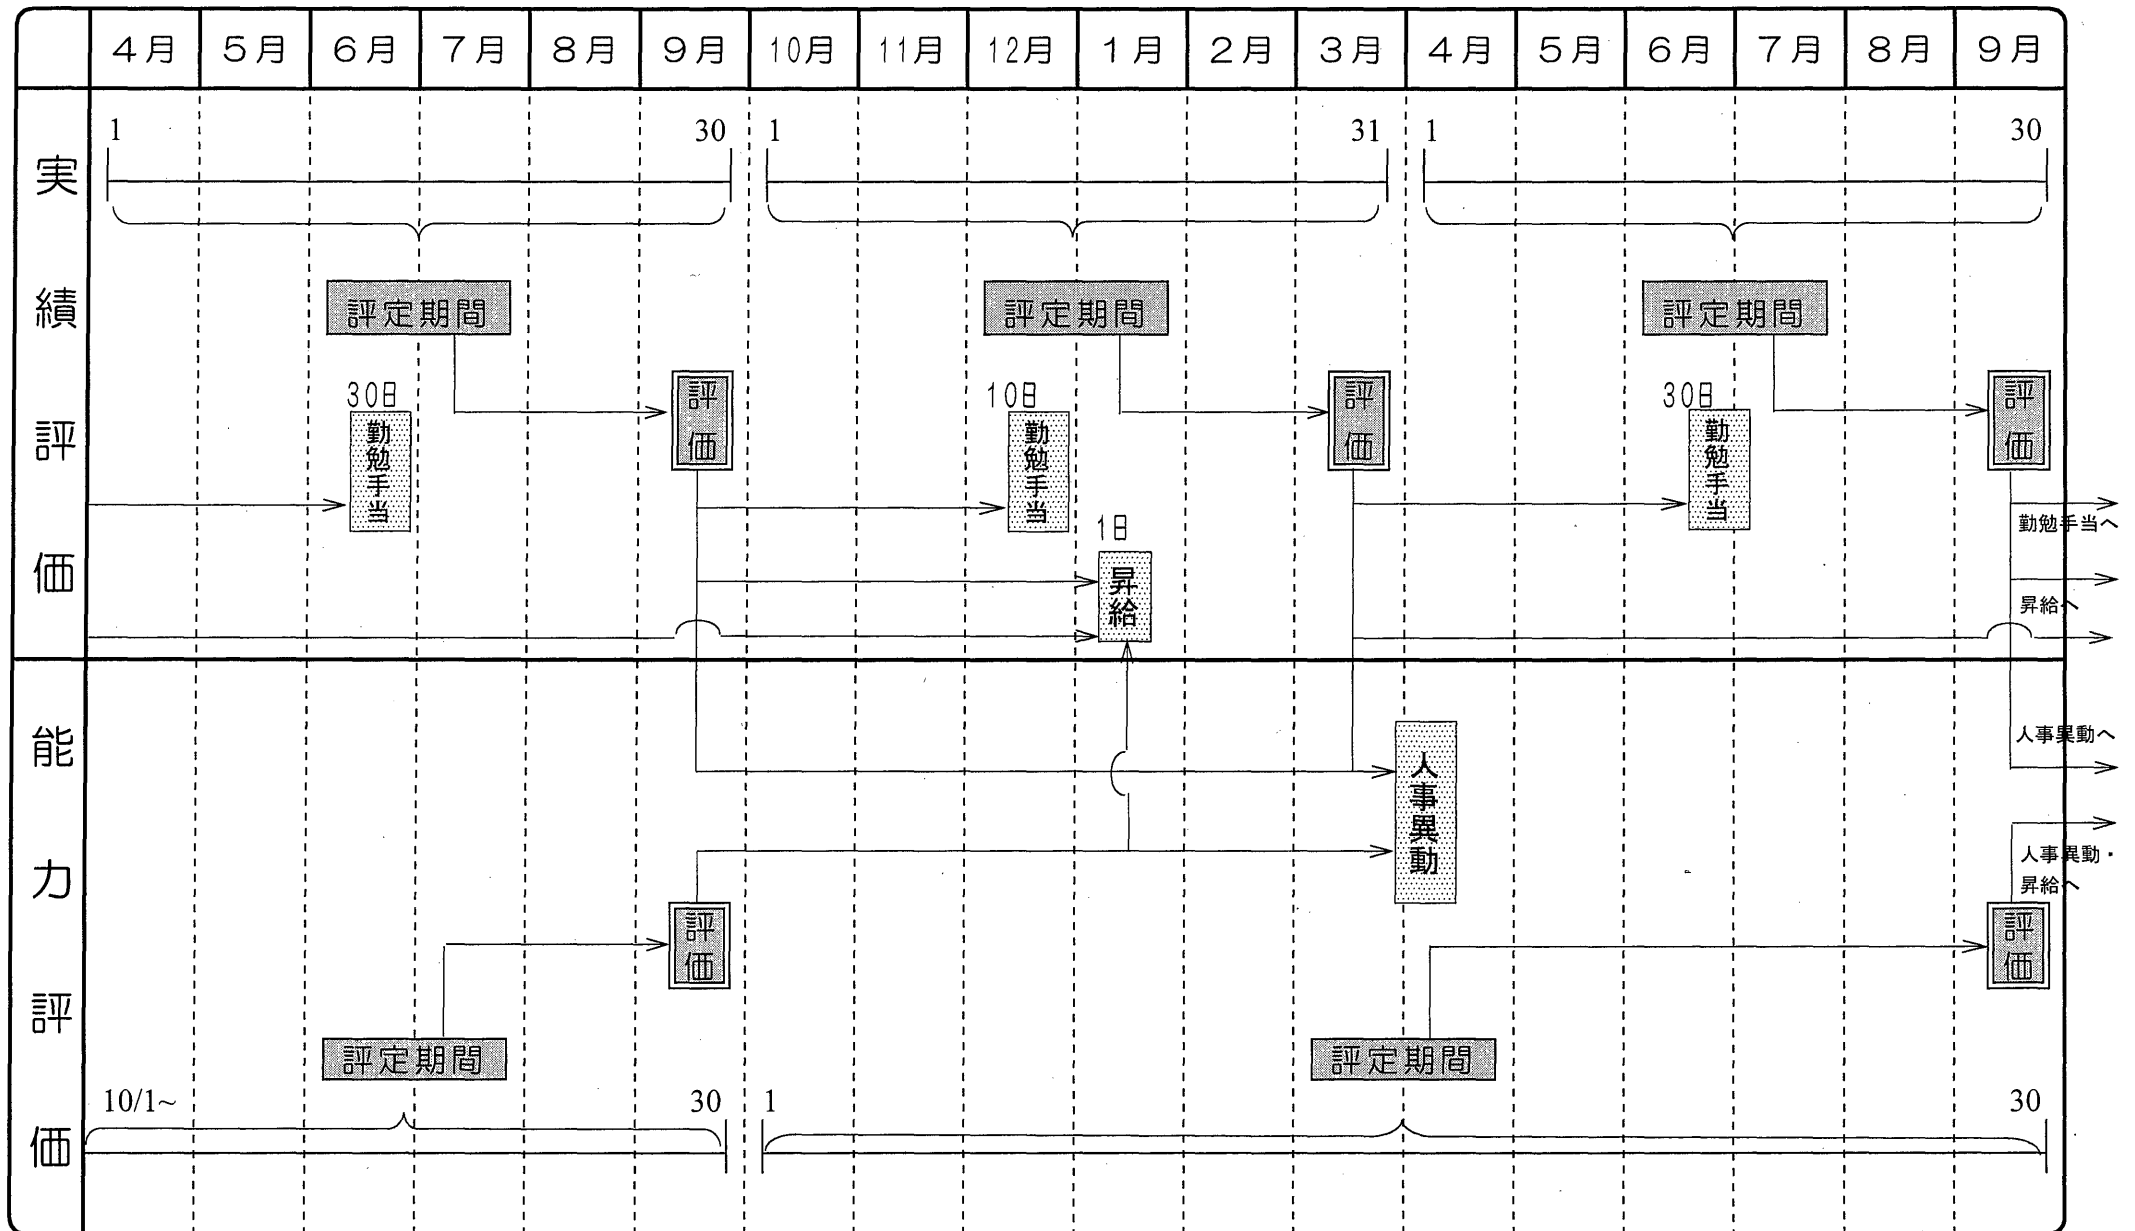 4月 5月 6月 7月 8月 9月 10月 11月 12月 1月 2月 3月 4月 5月 6月 7月 8月 9月
実績評価
1 30 1 31 1 30
評定期間 評定期間 評定期間
評価 評価 評価
30日 10日 30日
勤勉手当 勤勉手当 勤勉手当
勤勉手当へ
1日
昇給
昇給へ
能力評価
人事異動
人事異動へ
人事異動・
昇給へ
評価 評価
評定期間 評定期間
10/1~ 30 1 30